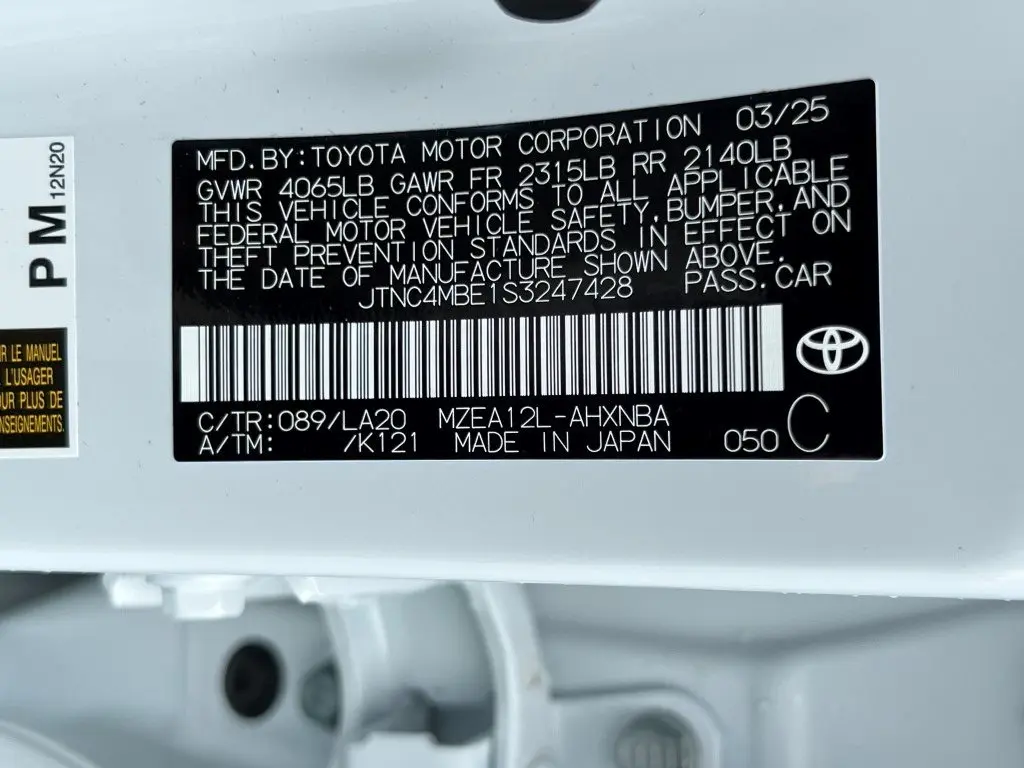 MFD.BY:TOYOTA MOTOR CORPORATION 03/25
GVWR 4065LB GAWR FR 2315LB RR 2140LB
THIS VEHICLE CONFORMS TO ALL APPLICABLE
FEDERAL MOTOR VEHICLE SAFETY,BUMPER,AND
THEFT PREVENTION STANDARDS IN EFFECT ON
THE DATE OF MANUFACTURE SHOWN ABOVE.
JTNC4MBE1S3247428 PASS.CAR
C/TR:089/LA20 MZEA12L-AHXNBA
A/TM: /K121 MADE IN JAPAN 050 C
PM 12N20
LE MANUEL
L'USAGER
PLUS DE